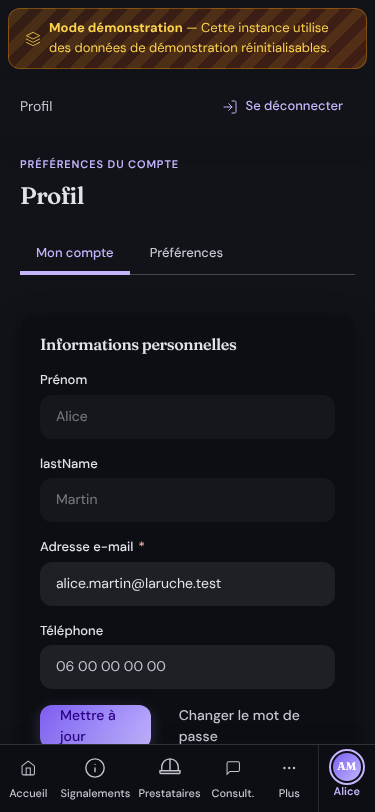 Mode démonstration — Cette instance utilise
des données de démonstration réinitialisables.
Profil
Se déconnecter
PRÉFÉRENCES DU COMPTE
Profil
Mon compte
Préférences
Informations personnelles
Prénom
Alice
lastName
Martin
Adresse e-mail *
alice.martin@laruche.test
Téléphone
06 00 00 00 00
Mettre à
jour
Changer le mot de
passe
Accueil
Signalements
Prestataires
Consult.
Plus
AM
Alice